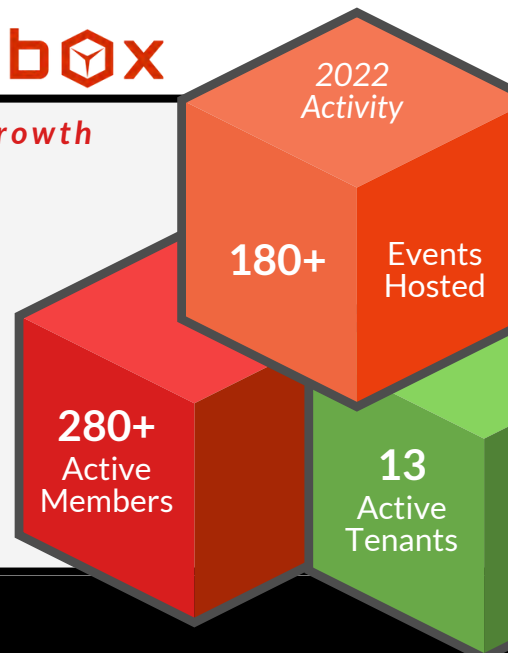 box
rowth
2022
Activity
180+
Events
Hosted
280+
Active
Members
13
Active
Tenants